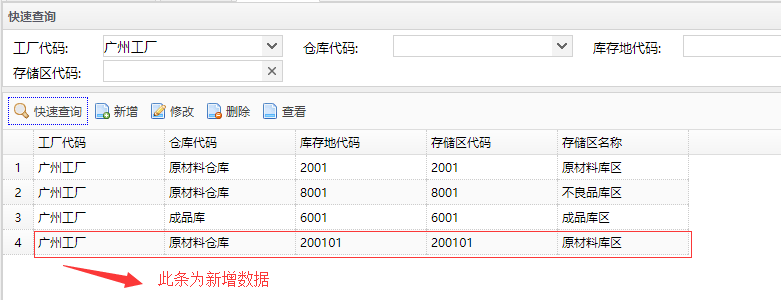 快速查询
工厂代码: 广州工厂 仓库代码: 库存地代码:
存储区代码:
快速查询 新增 修改 删除 查看
工厂代码 仓库代码 库存地代码 存储区代码 存储区名称
1 广州工厂 原材料仓库 2001 2001 原材料库区
2 广州工厂 原材料仓库 8001 8001 不良品库区
3 广州工厂 成品库 6001 6001 成品库区
4 广州工厂 原材料仓库 200101 200101 原材料库区
此条为新增数据